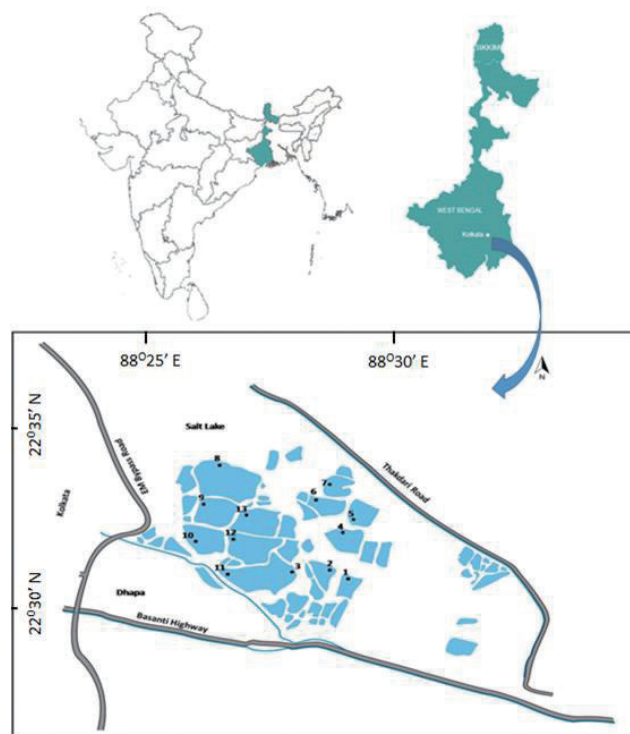 SIKKIM
WEST BENGAL
Kolkata
88°25′ E
88°30′ E
N
22°35′ N
Salt Lake
EM Bypass Road
Thakdari Road
Kolkata
8
7
6
9
13
5
4
10
12
11
3
2
1
Dhapa
22°30′ N
Basanti Highway